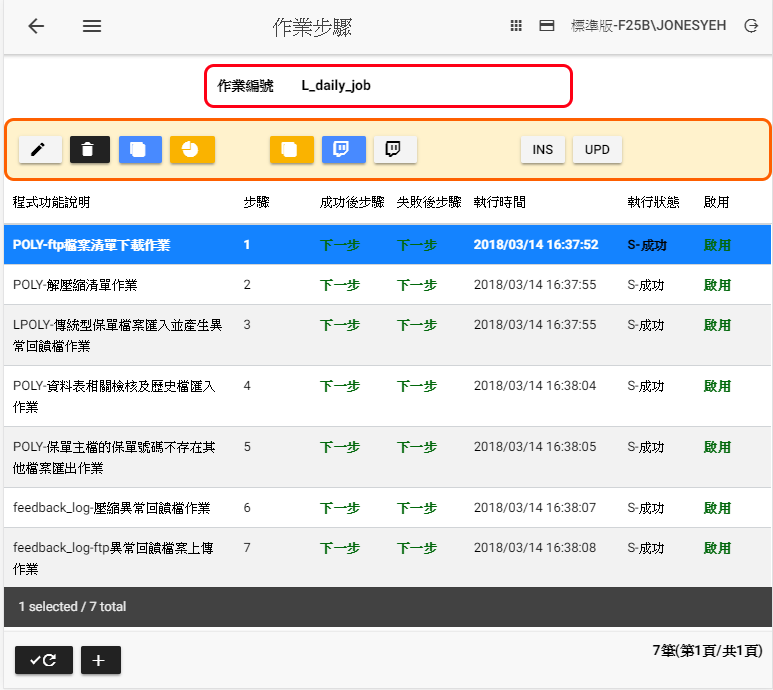 作業步驟
標準版-F25B\JONESYEH
作業編號 L_daily_job
INS UPD
程式功能說明 步驟 成功後步驟 失敗後步驟 執行時間 執行狀態 啟用
POLY-ftp檔案清單下載作業 1 下一步 下一步 2018/03/14 16:37:52 S-成功 啟用
POLY-解壓縮清單作業 2 下一步 下一步 2018/03/14 16:37:55 S-成功 啟用
LPOLY-傳統型保單檔案匯入並產生異 3 下一步 下一步 2018/03/14 16:37:55 S-成功 啟用
常回饋檔作業
POLY-資料表相關檢核及歷史檔匯入 4 下一步 下一步 2018/03/14 16:38:04 S-成功 啟用
作業
POLY-保單主檔的保單號碼不存在其 5 下一步 下一步 2018/03/14 16:38:05 S-成功 啟用
他檔案匯出作業
feedback_log-壓縮異常回饋檔作業 6 下一步 下一步 2018/03/14 16:38:07 S-成功 啟用
feedback_log-ftp異常回饋檔案上傳 7 下一步 下一步 2018/03/14 16:38:08 S-成功 啟用
作業
1 selected / 7 total
7筆(第1頁/共1頁)